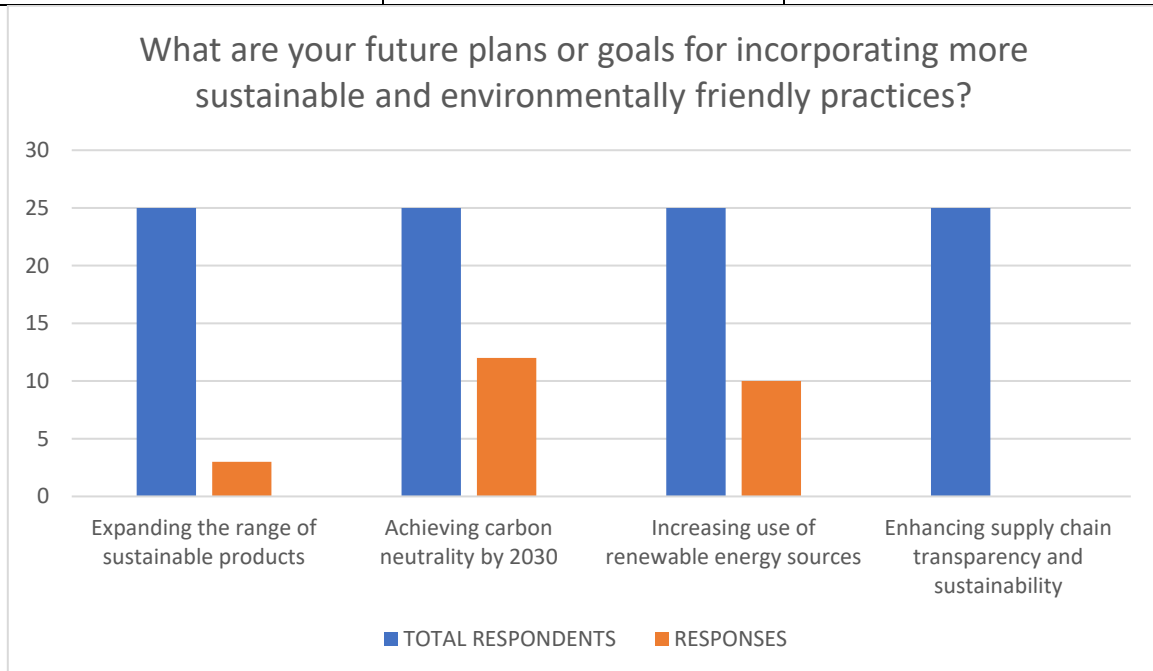 What are your future plans or goals for incorporating more
sustainable and environmentally friendly practices?
30
25
20
15
10
5
0
Expanding the range of
sustainable products
Achieving carbon
neutrality by 2030
Increasing use of
renewable energy sources
Enhancing supply chain
transparency and
sustainability
TOTAL RESPONDENTS
RESPONSES